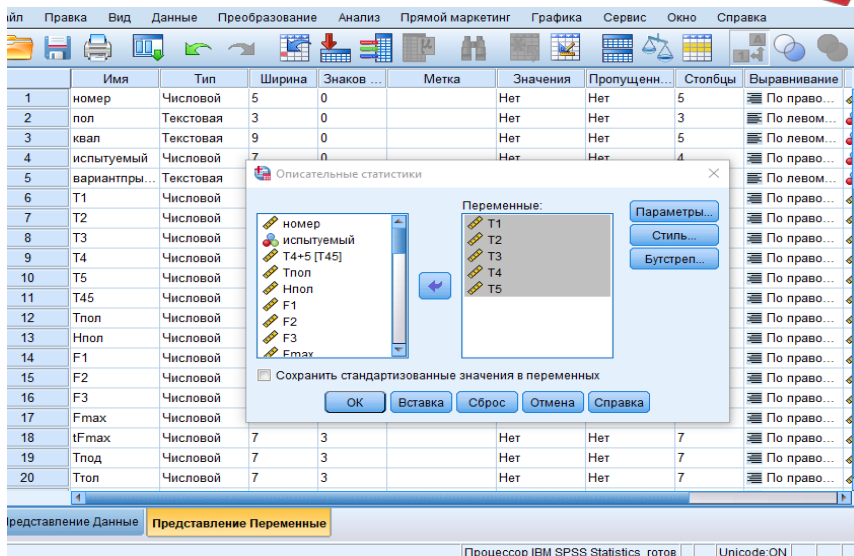 айл Правка Вид Данные Преобразование Анализ Прямой маркетинг Графика Сервис Окно Справка
Имя Тип Ширина Знаков ... Метка Значения Пропущенн... Столбцы Выравнивание
1 номер Числовой 5 0 Нет Нет 5 По право...
2 пол Текстовая 3 0 Нет Нет 3 По левом...
3 квал Текстовая 9 0 Нет Нет 5 По левом...
4 испытуемый Числовой 7 0 Нет Нет 4 По право...
5 вариантпры... Текстовая По левом...
6 T1 Числовой По право...
7 T2 Числовой По право...
8 T3 Числовой По право...
9 T4 Числовой По право...
10 T5 Числовой По право...
11 T45 Числовой По право...
12 Тпол Числовой По право...
13 Нпол Числовой По право...
14 F1 Числовой По право...
15 F2 Числовой По право...
16 F3 Числовой По право...
17 Fmax Числовой По право...
18 tFmax Числовой 7 3 Нет Нет 7 По право...
19 Тпод Числовой 7 3 Нет Нет 7 По право...
20 Ттол Числовой 7 3 Нет Нет 7 По право...
Описательные статистики
номер
испытуемый
T4+5 [T45]
Тпол
Нпол
F1
F2
F3
Fmax
Переменные:
T1
T2
T3
T4
T5
Параметры...
Стиль...
Бутстреп...
Сохранить стандартизованные значения в переменных
ОК Вставка Сброс Отмена Справка
Представление Данные Представление Переменные
Процессор IBM SPSS Statistics готов Unicode:ON